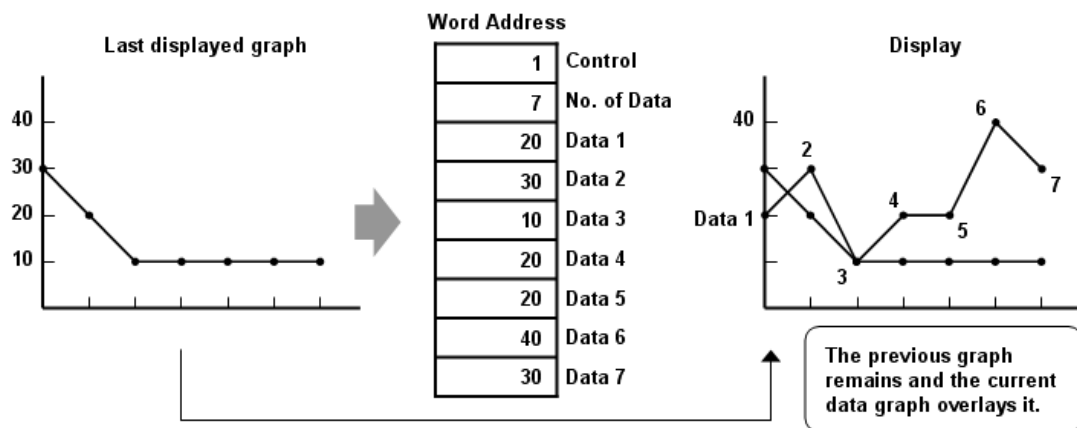 Last displayed graph
40
30
20
10
Word Address
1 Control
7 No. of Data
20 Data 1
30 Data 2
10 Data 3
20 Data 4
20 Data 5
40 Data 6
30 Data 7
Display
40
Data 1
2
3
4
5
6
7
The previous graph
remains and the current
data graph overlays it.